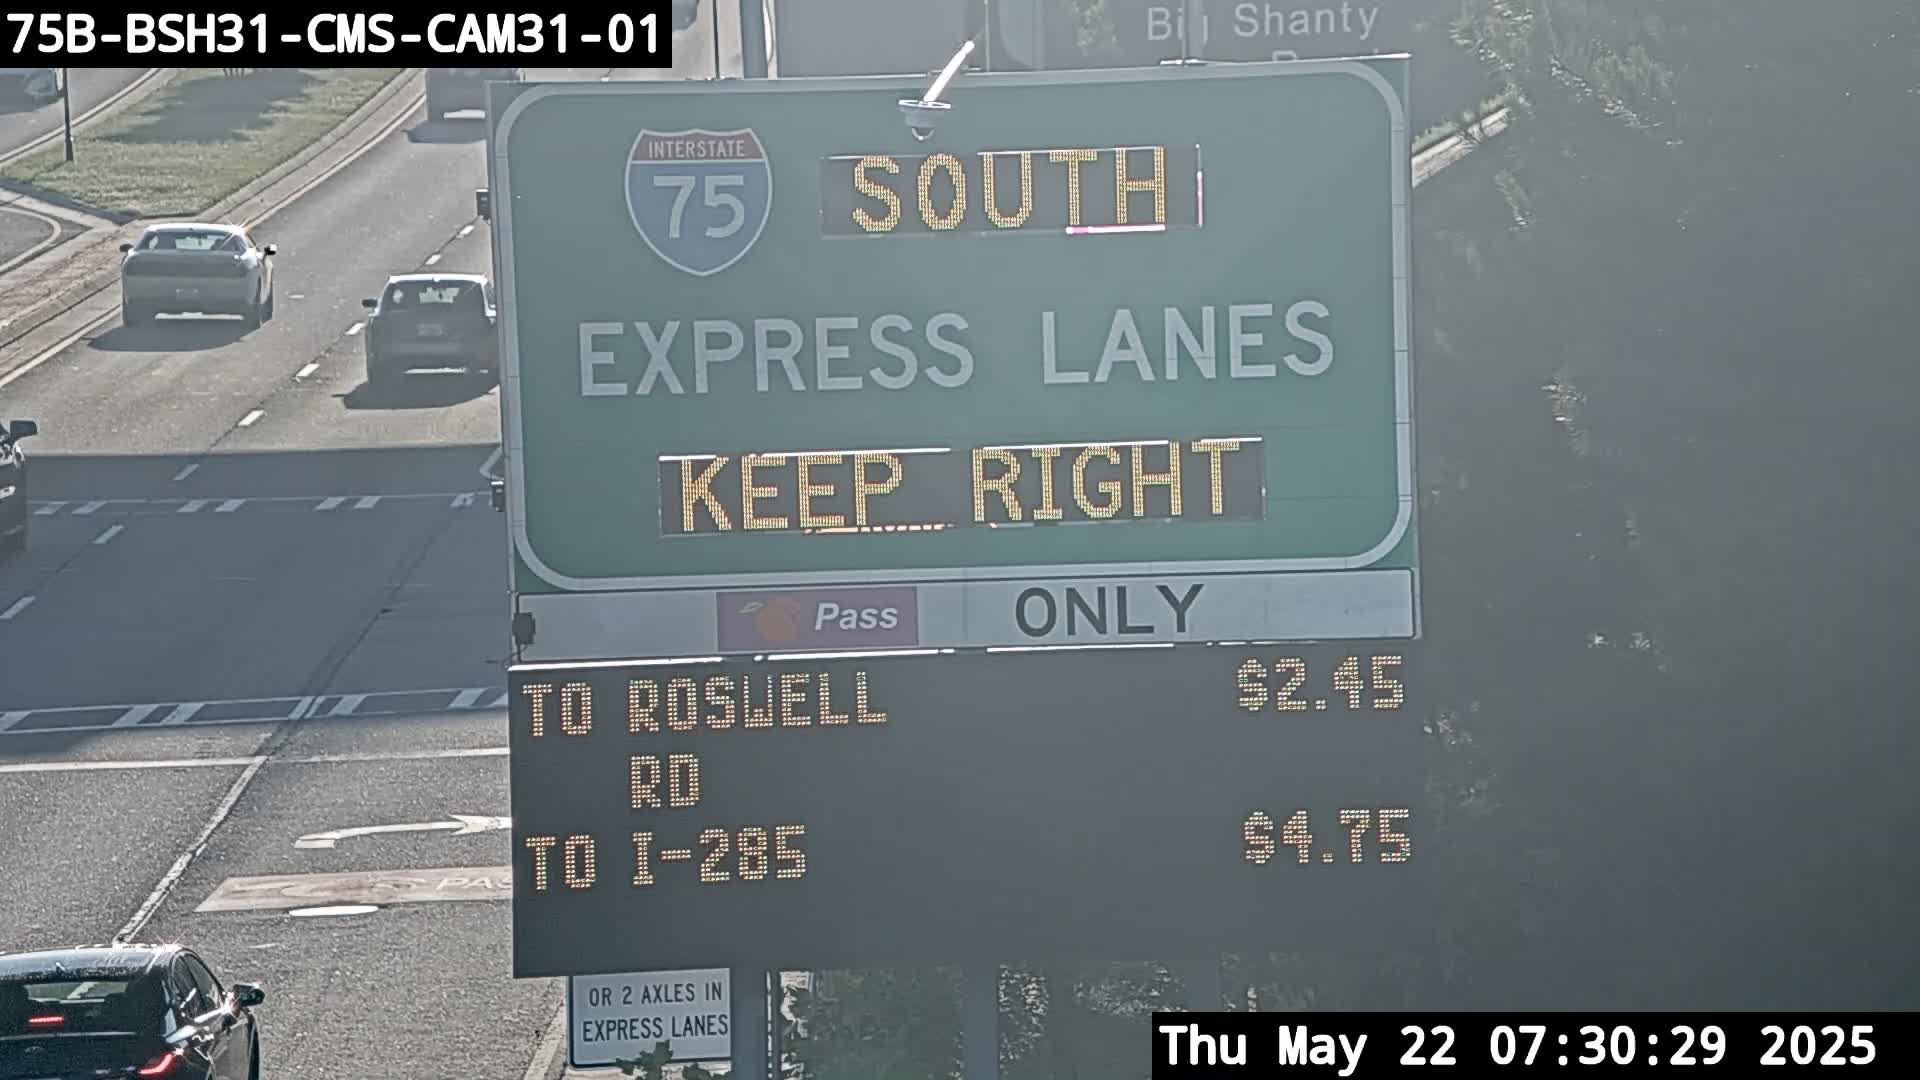 75B-BSH31-CMS-CAM31-01
Big Shanty
INTERSTATE
75
SOUTH
EXPRESS LANES
KEEP RIGHT
Pass ONLY
TO ROSWELL $2.45
RD
TO I-285 $4.75
OR 2 AXLES IN
EXPRESS LANES
Thu May 22 07:30:29 2025